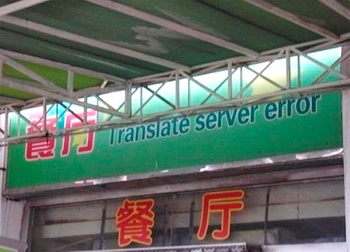 餐厅 Translate server error
餐厅